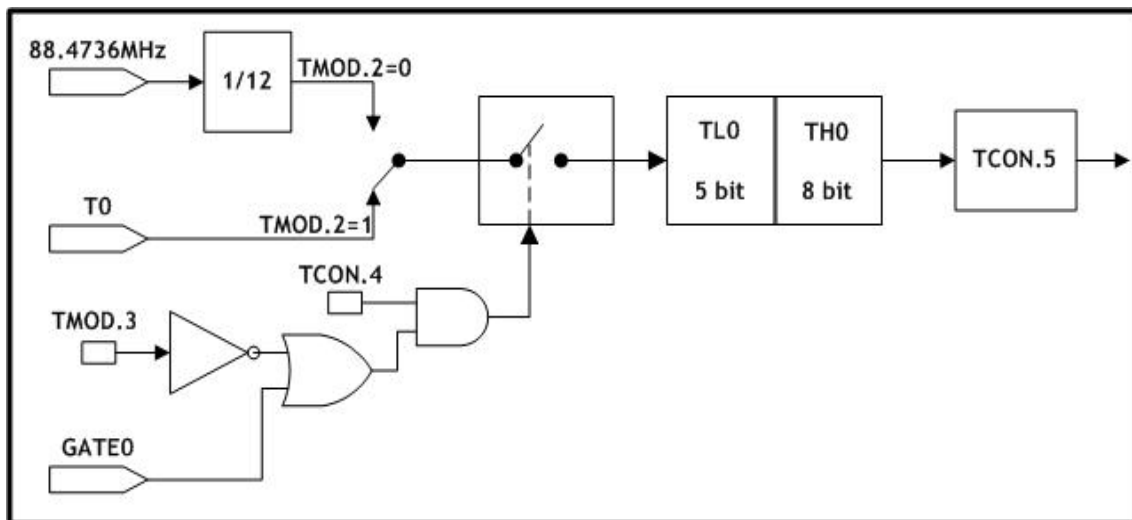 88.4736MHz
1/12
TMOD.2=0
T0
TMOD.2=1
TL0
5 bit
TH0
8 bit
TCON.5
TCON.4
TMOD.3
GATE0